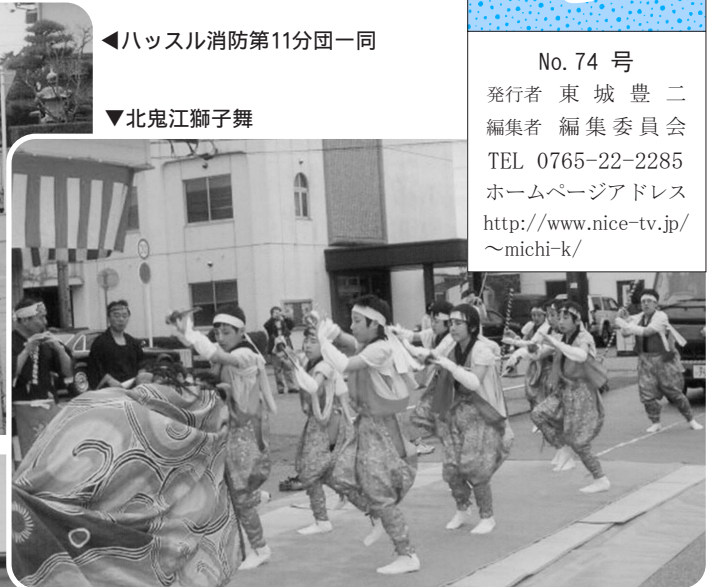 ◀ハッスル消防第11分団一同
▼北鬼江獅子舞
No.74 号
発行者 東城豊二
編集者 編集委員会
TEL 0765-22-2285
ホームページアドレス
http://www.nice-tv.jp/
～michi-k/